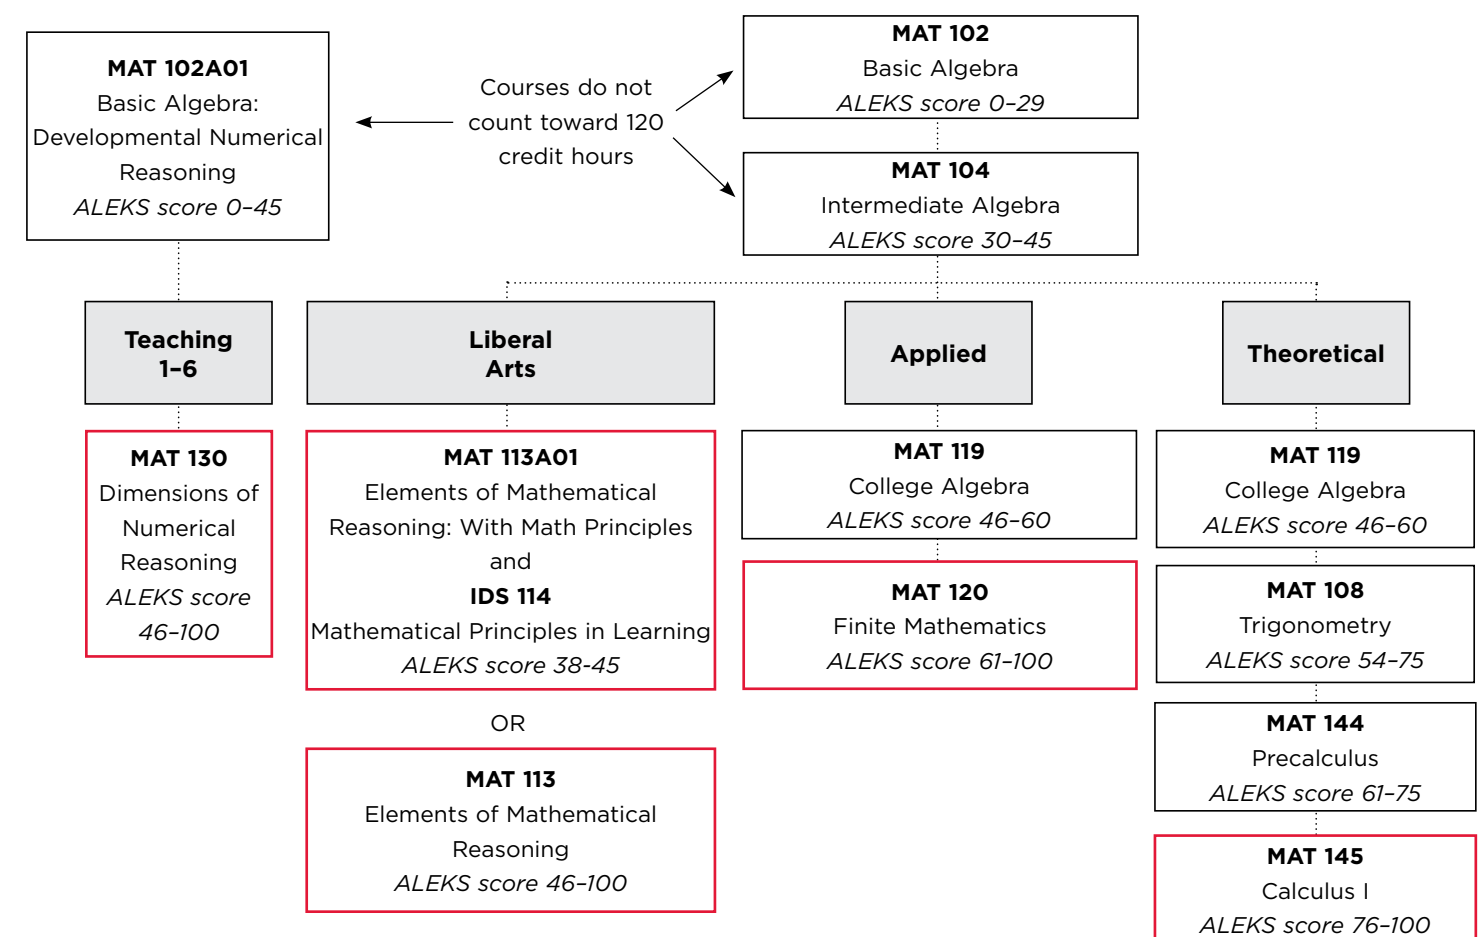 MAT 102A01
Basic Algebra:
Developmental Numerical
Reasoning
ALEKS score 0–45
Courses do not
count toward 120
credit hours
MAT 102
Basic Algebra
ALEKS score 0–29
MAT 104
Intermediate Algebra
ALEKS score 30–45
Teaching
1–6
Liberal
Arts
Applied
Theoretical
MAT 130
Dimensions of
Numerical
Reasoning
ALEKS score
46–100
MAT 113A01
Elements of Mathematical
Reasoning: With Math Principles
and
IDS 114
Mathematical Principles in Learning
ALEKS score 38-45
OR
MAT 113
Elements of Mathematical
Reasoning
ALEKS score 46–100
MAT 119
College Algebra
ALEKS score 46–60
MAT 120
Finite Mathematics
ALEKS score 61–100
MAT 119
College Algebra
ALEKS score 46–60
MAT 108
Trigonometry
ALEKS score 54–75
MAT 144
Precalculus
ALEKS score 61–75
MAT 145
Calculus I
ALEKS score 76–100